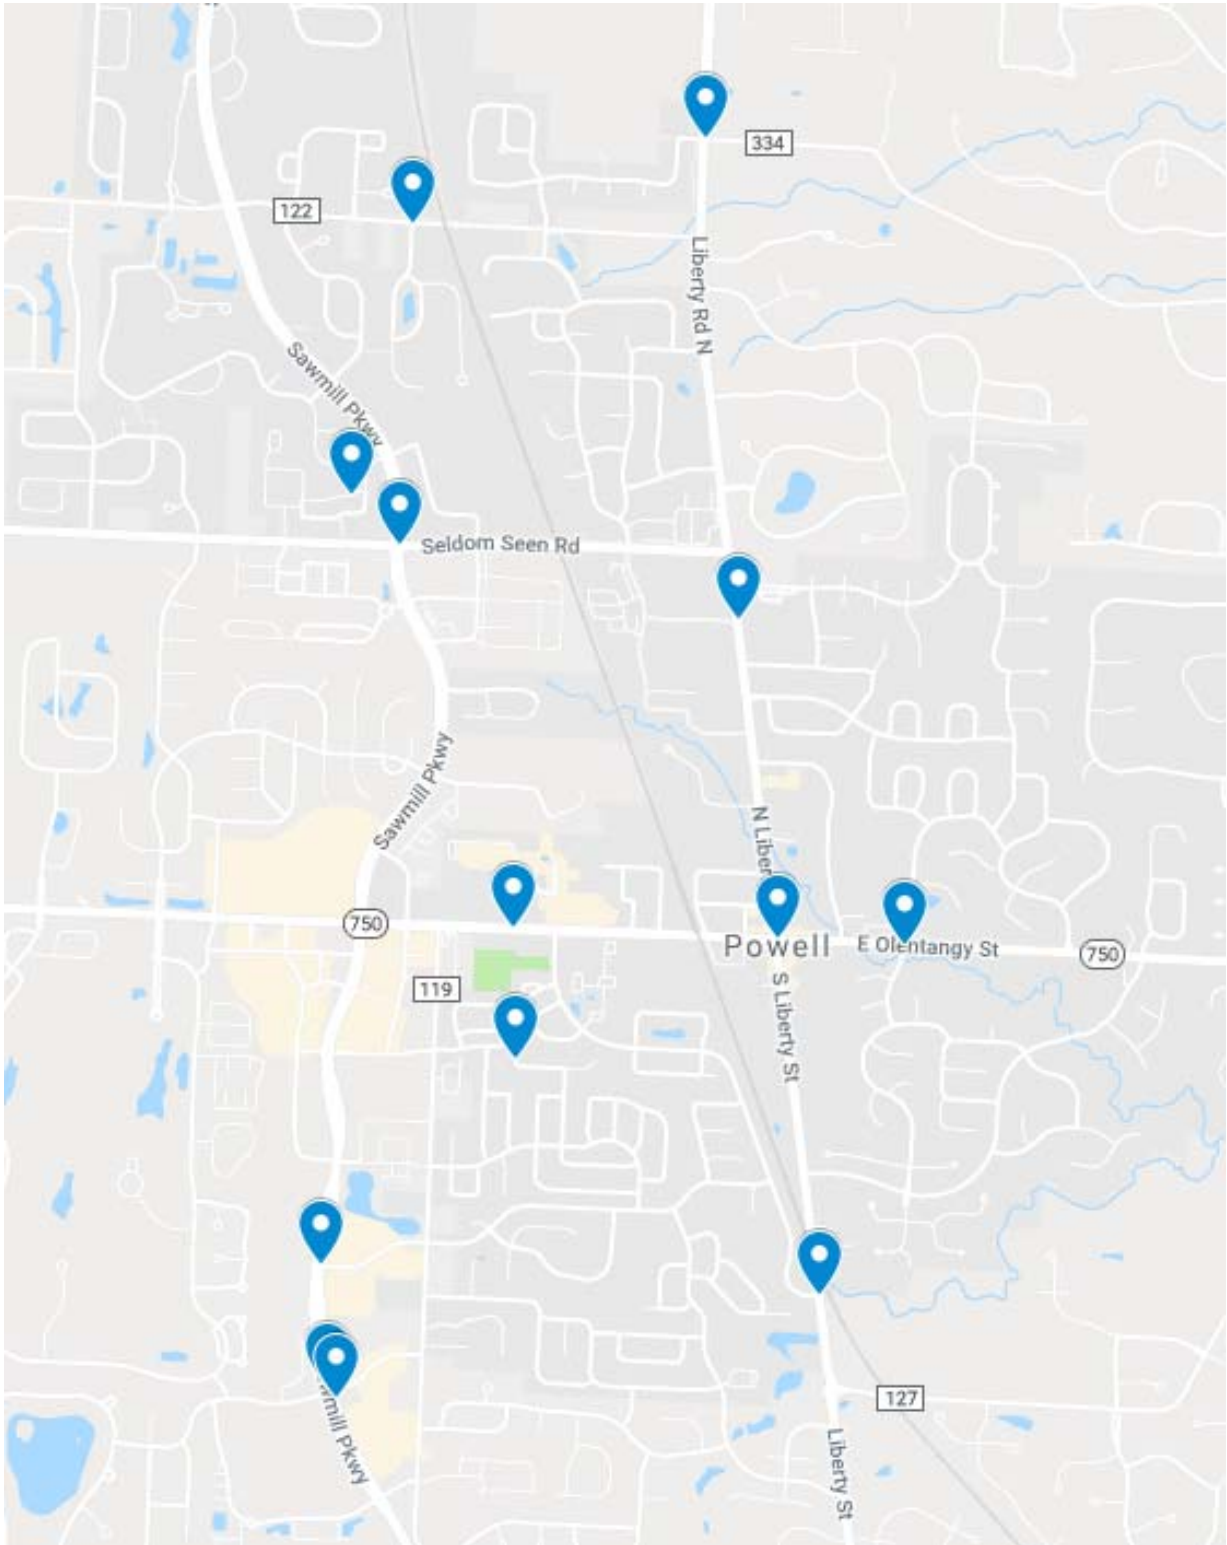 334
122
Liberty Rd N
Sawmill Pkwy
Seldom Seen Rd
Sawmill Pkwy
N Liber
750
Powell
E Olentangy St
750
119
S Liberty St
127
wmill Pkwy
Liberty St